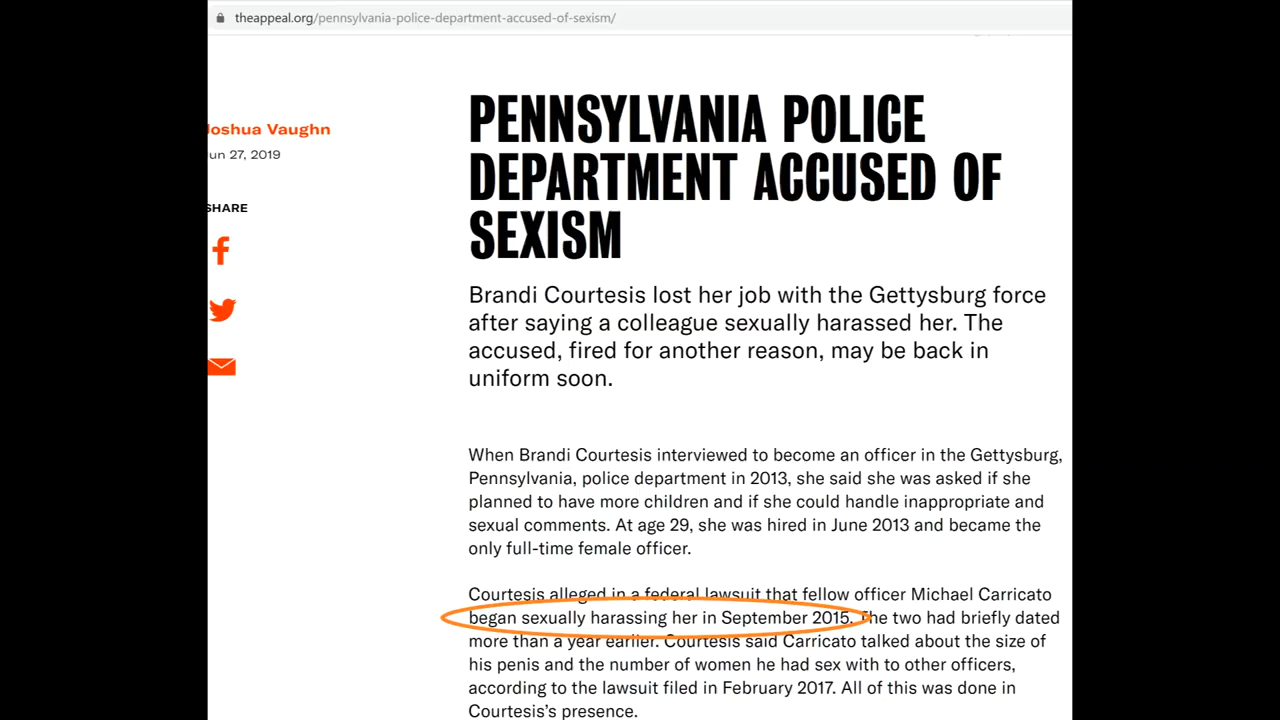 theappeal.org/pennsylvania-police-department-accused-of-sexism/
PENNSYLVANIA POLICE
DEPARTMENT ACCUSED OF
SEXISM
Joshua Vaughn
Jun 27, 2019
SHARE
Brandi Courtesis lost her job with the Gettysburg force
after saying a colleague sexually harassed her. The
accused, fired for another reason, may be back in
uniform soon.
When Brandi Courtesis interviewed to become an officer in the Gettysburg,
Pennsylvania, police department in 2013, she said she was asked if she
planned to have more children and if she could handle inappropriate and
sexual comments. At age 29, she was hired in June 2013 and became the
only full-time female officer.
Courtesis alleged in a federal lawsuit that fellow officer Michael Carricato
began sexually harassing her in September 2015. The two had briefly dated
more than a year earlier. Courtesis said Carricato talked about the size of
his penis and the number of women he had sex with to other officers,
according to the lawsuit filed in February 2017. All of this was done in
Courtesis’s presence.